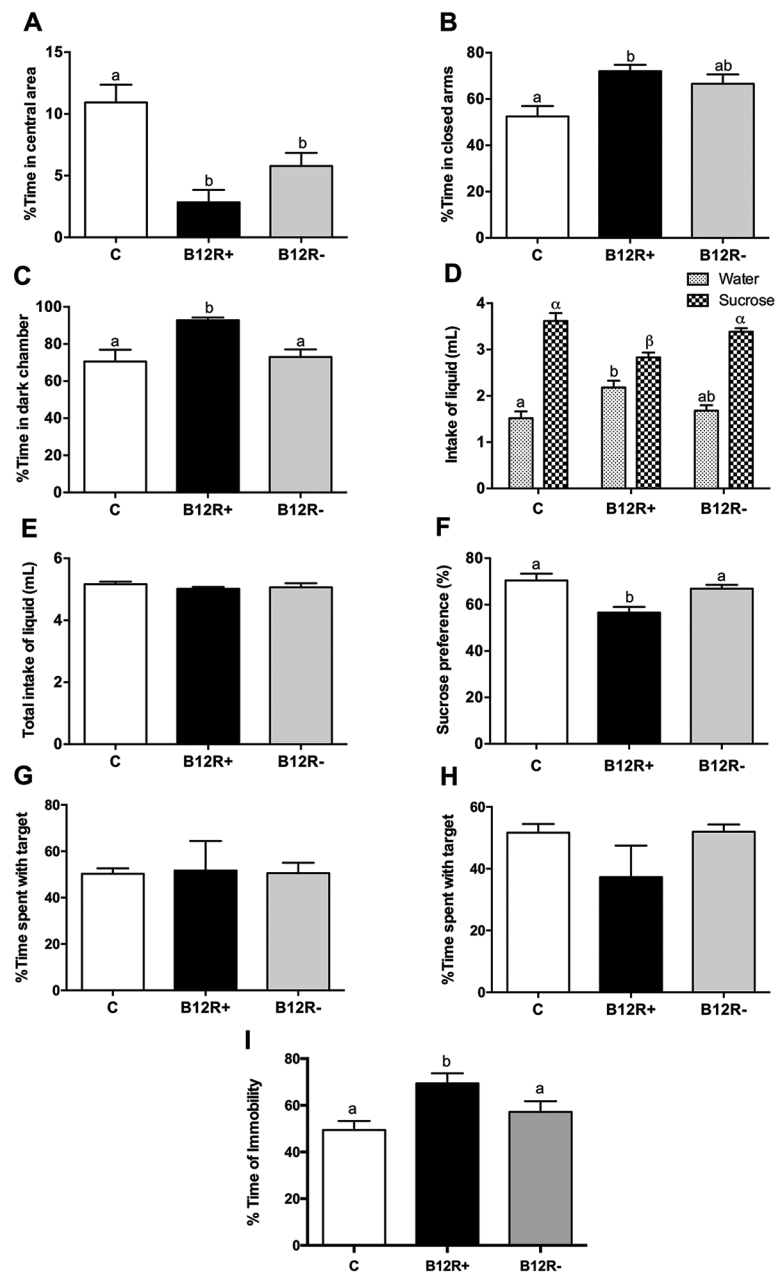 A
%Time in central area
15
10
5
0
a
b
b
C B12R+ B12R-
B
%Time in closed arms
80
60
40
20
0
a
b
ab
C B12R+ B12R-
C
%Time in dark chamber
100
80
60
40
20
0
a
b
a
C B12R+ B12R-
D
Water
Sucrose
Intake of liquid (mL)
4
3
2
1
0
a
α
b
β
ab
α
C B12R+ B12R-
E
Total intake of liquid (mL)
6
4
2
0
C B12R+ B12R-
F
Sucrose preference (%)
80
60
40
20
0
a
b
a
C B12R+ B12R-
G
%Time spent with target
80
60
40
20
0
C B12R+ B12R-
H
%Time spent with target
60
40
20
0
C B12R+ B12R-
I
% Time of Immobility
80
60
40
20
0
a
b
a
C B12R+ B12R-